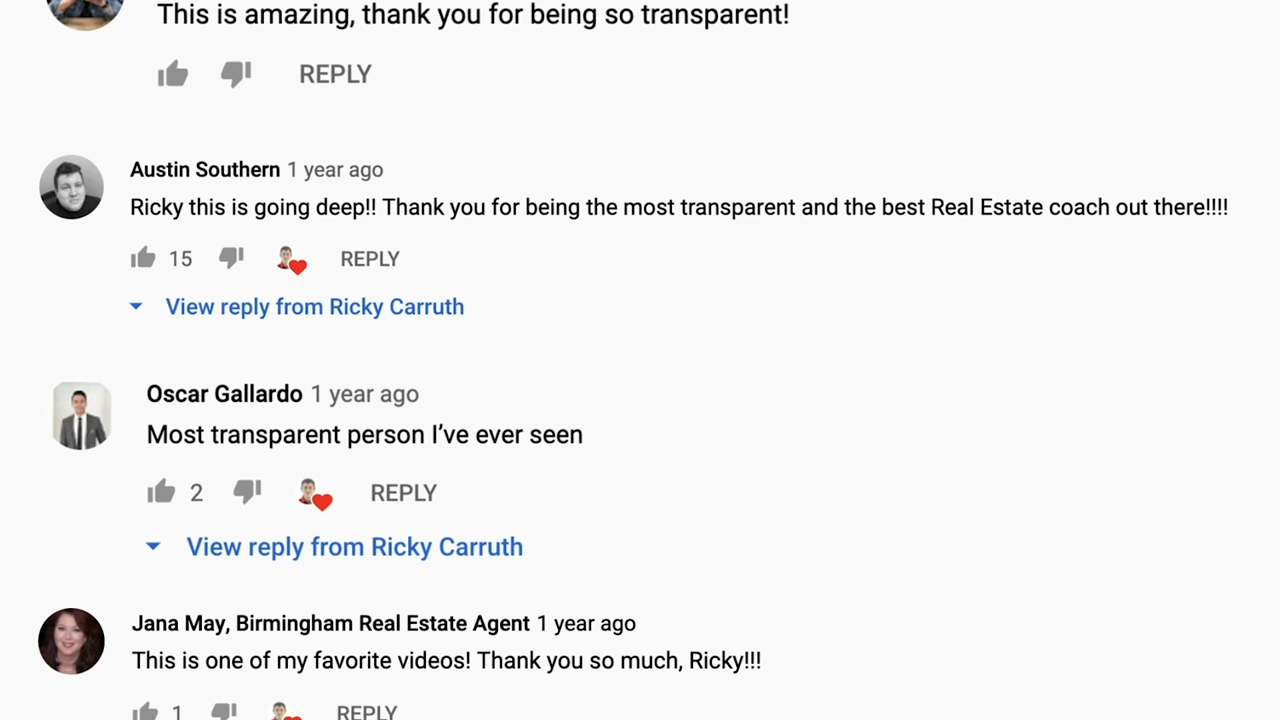 This is amazing, thank you for being so transparent!
REPLY
Austin Southern 1 year ago
Ricky this is going deep!! Thank you for being the most transparent and the best Real Estate coach out there!!!!
15 REPLY
View reply from Ricky Carruth
Oscar Gallardo 1 year ago
Most transparent person I’ve ever seen
2 REPLY
View reply from Ricky Carruth
Jana May, Birmingham Real Estate Agent 1 year ago
This is one of my favorite videos! Thank you so much, Ricky!!!
1 REPLY